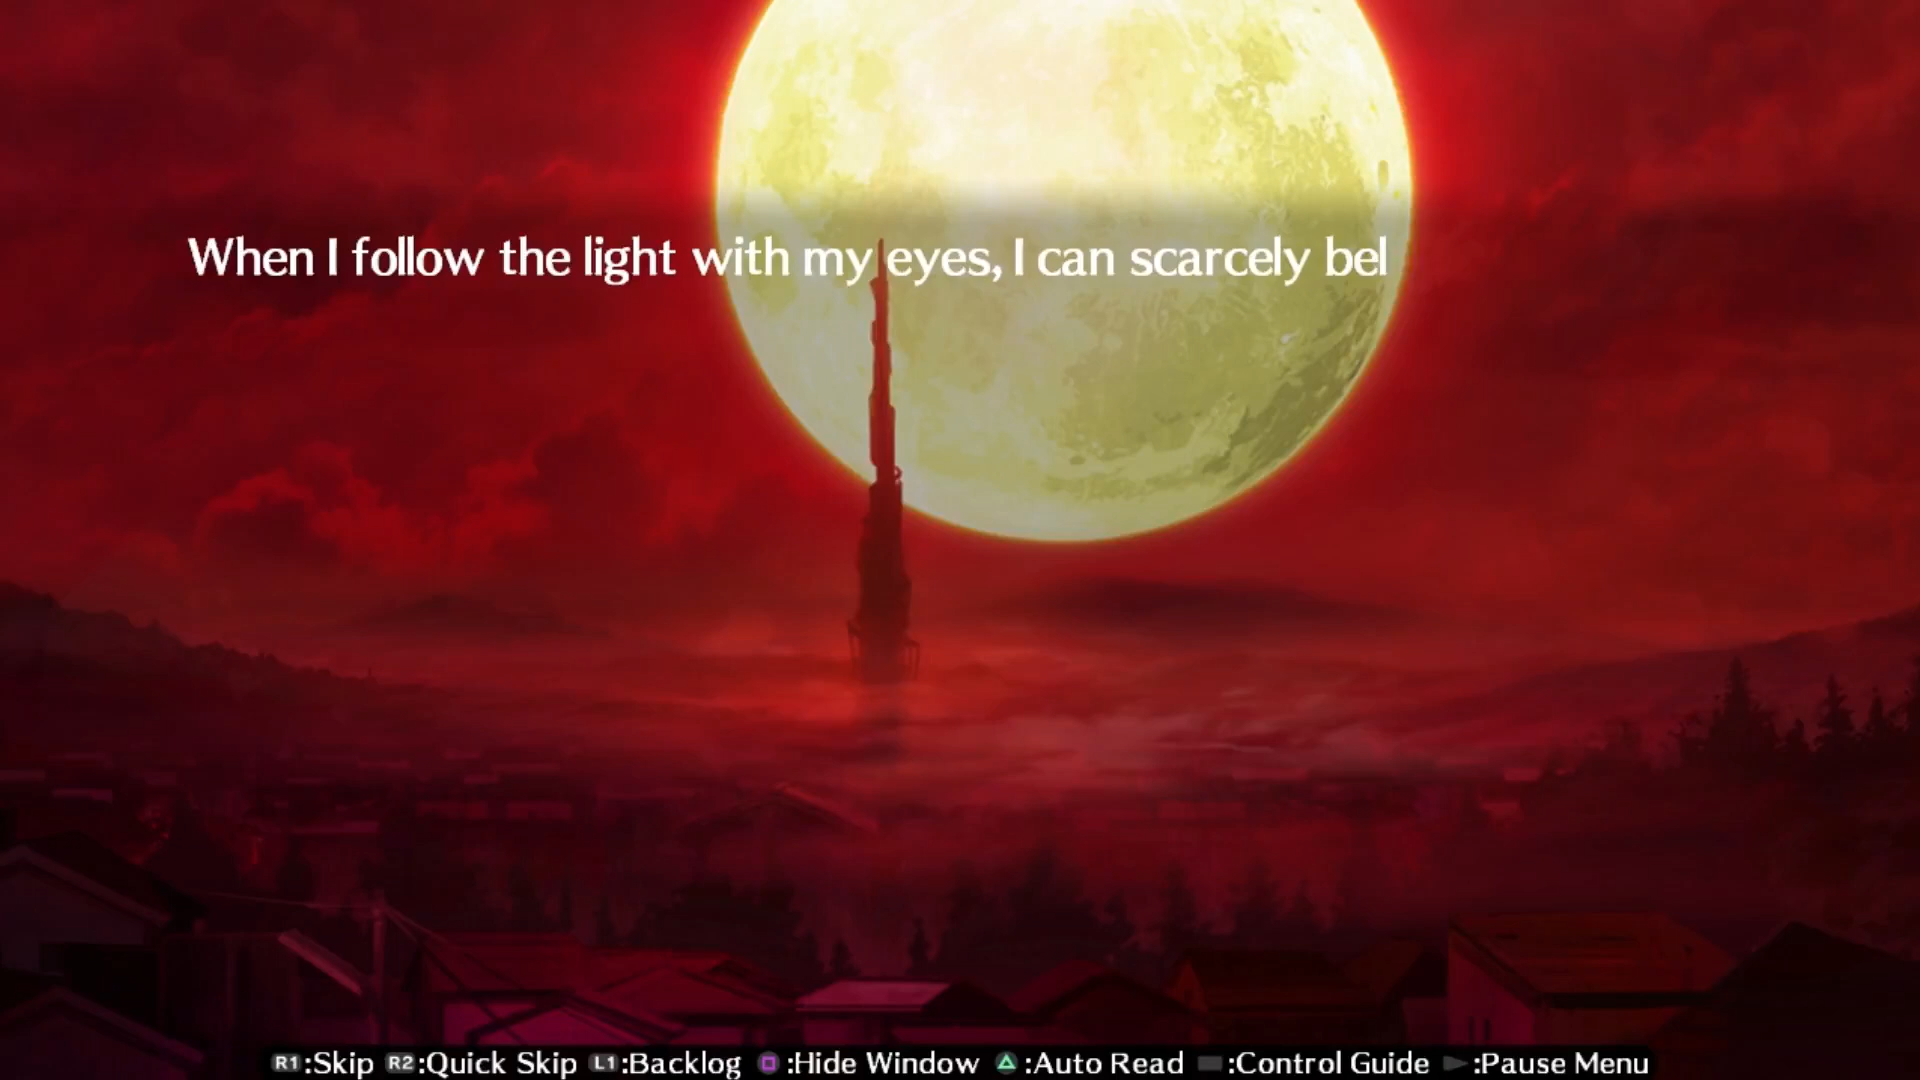 When I follow the light with my eyes, I can scarcely bel
R1:Skip R2:Quick Skip L1:Backlog :Hide Window :Auto Read :Control Guide :Pause Menu